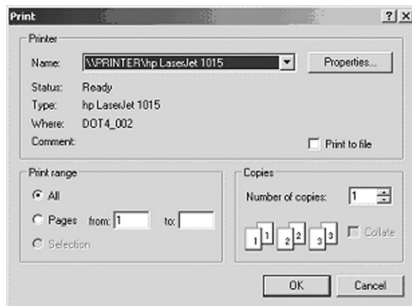 Print
Printer
Name: \\PRINTER\hp LaserJet 1015 Properties...
Status: Ready
Type: hp LaserJet 1015
Where: DOT4_002
Comment: Print to file
Print range
All
Pages from: 1 to:
Selection
Copies
Number of copies: 1
1 1 2 2 3 3 Collate
OK Cancel